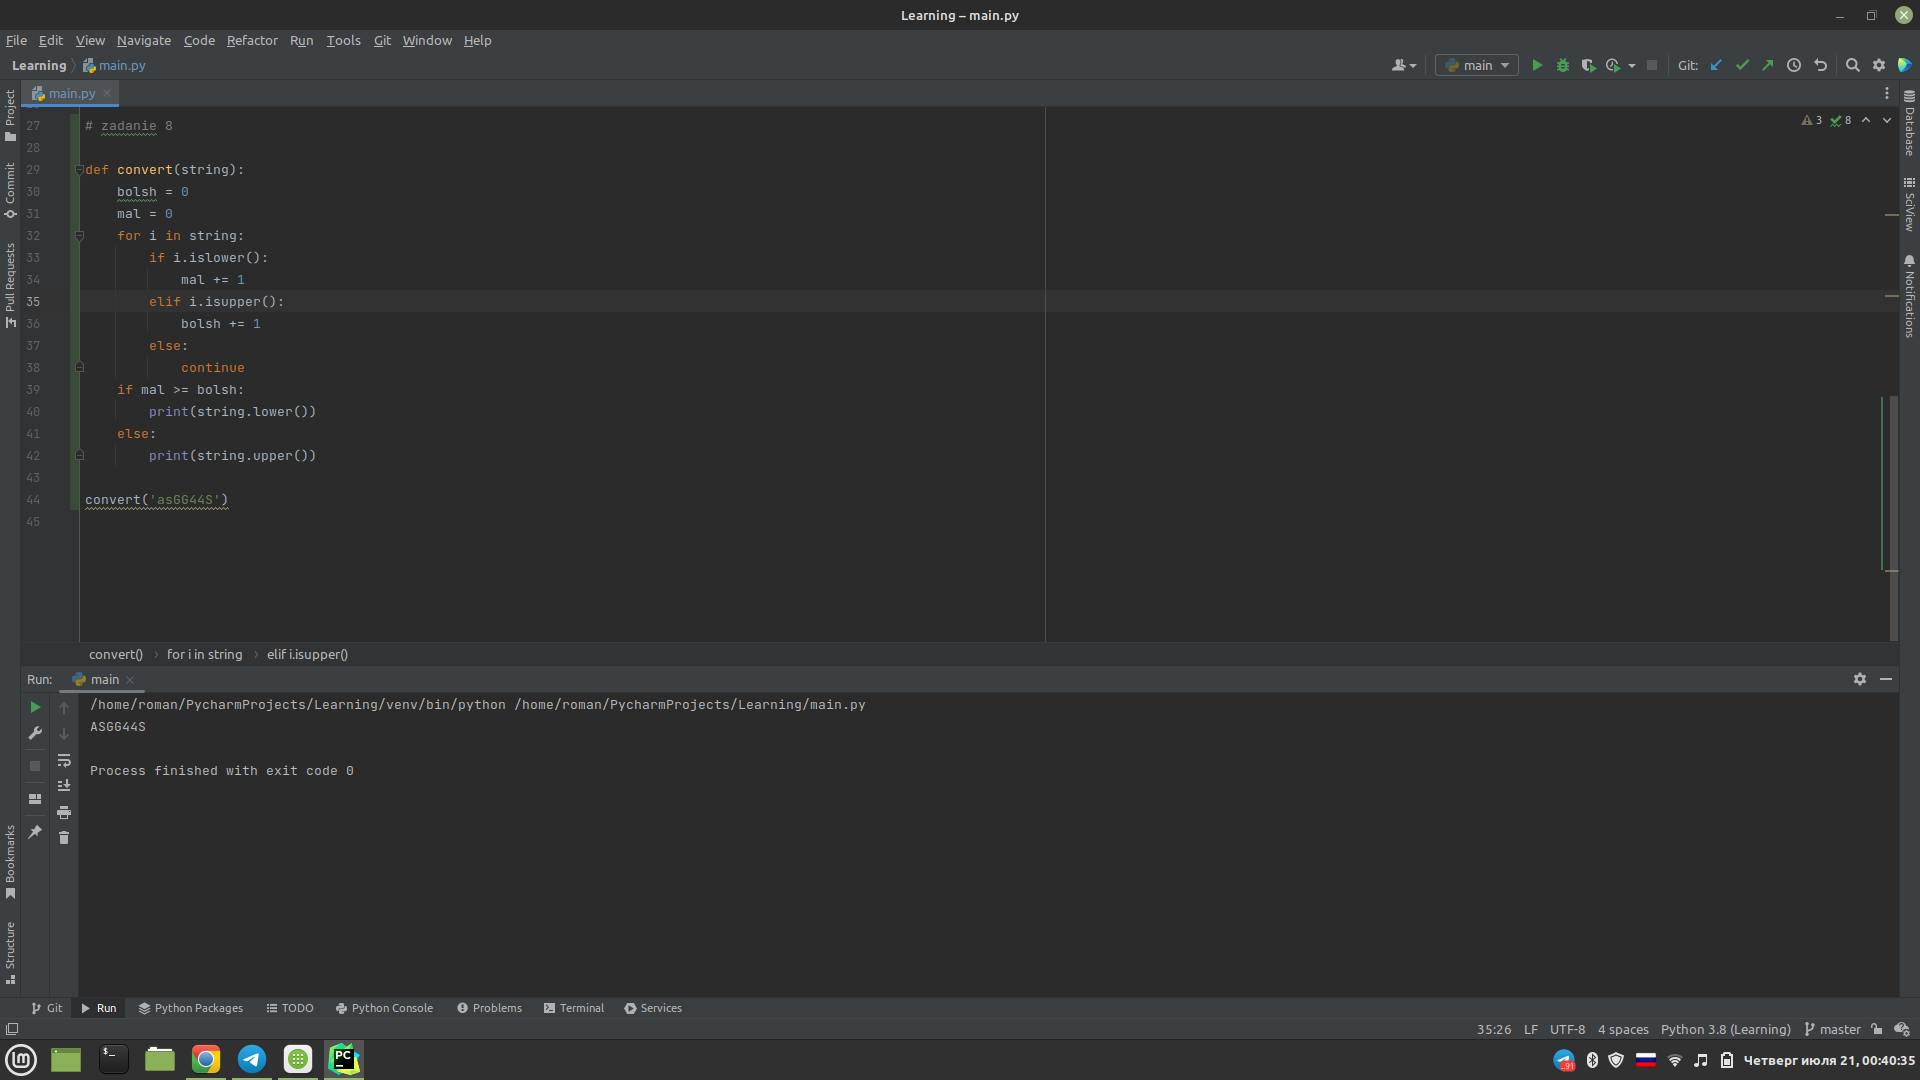 Learning – main.py
File Edit View Navigate Code Refactor Run Tools Git Window Help
Learning main.py main Git:
main.py
3 8
27 # zadanie 8
28
29 def convert(string):
30 bolsh = 0
31 mal = 0
32 for i in string:
33 if i.islower():
34 mal += 1
35 elif i.isupper():
36 bolsh += 1
37 else:
38 continue
39 if mal >= bolsh:
40 print(string.lower())
41 else:
42 print(string.upper())
43
44 convert('asGG44S')
45
Project
Commit
Pull Requests
Bookmarks
Structure
Database
SciView
Notifications
convert() for i in string elif i.isupper()
Run: main
/home/roman/PycharmProjects/Learning/venv/bin/python /home/roman/PycharmProjects/Learning/main.py
ASGG44S
Process finished with exit code 0
Git Run Python Packages TODO Python Console Problems Terminal Services
35:26 LF UTF-8 4 spaces Python 3.8 (Learning) master
PC
Четверг июля 21, 00:40:35